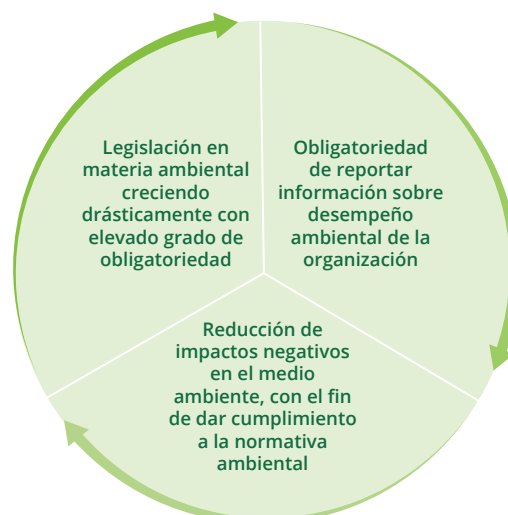 Legislación en
materia ambiental
creciendo
drásticamente con
elevado grado de
obligatoriedad
Obligatoriedad
de reportar
información sobre
desempeño
ambiental de la
organización
Reducción de
impactos negativos
en el medio
ambiente, con el fin
de dar cumplimiento
a la normativa
ambiental